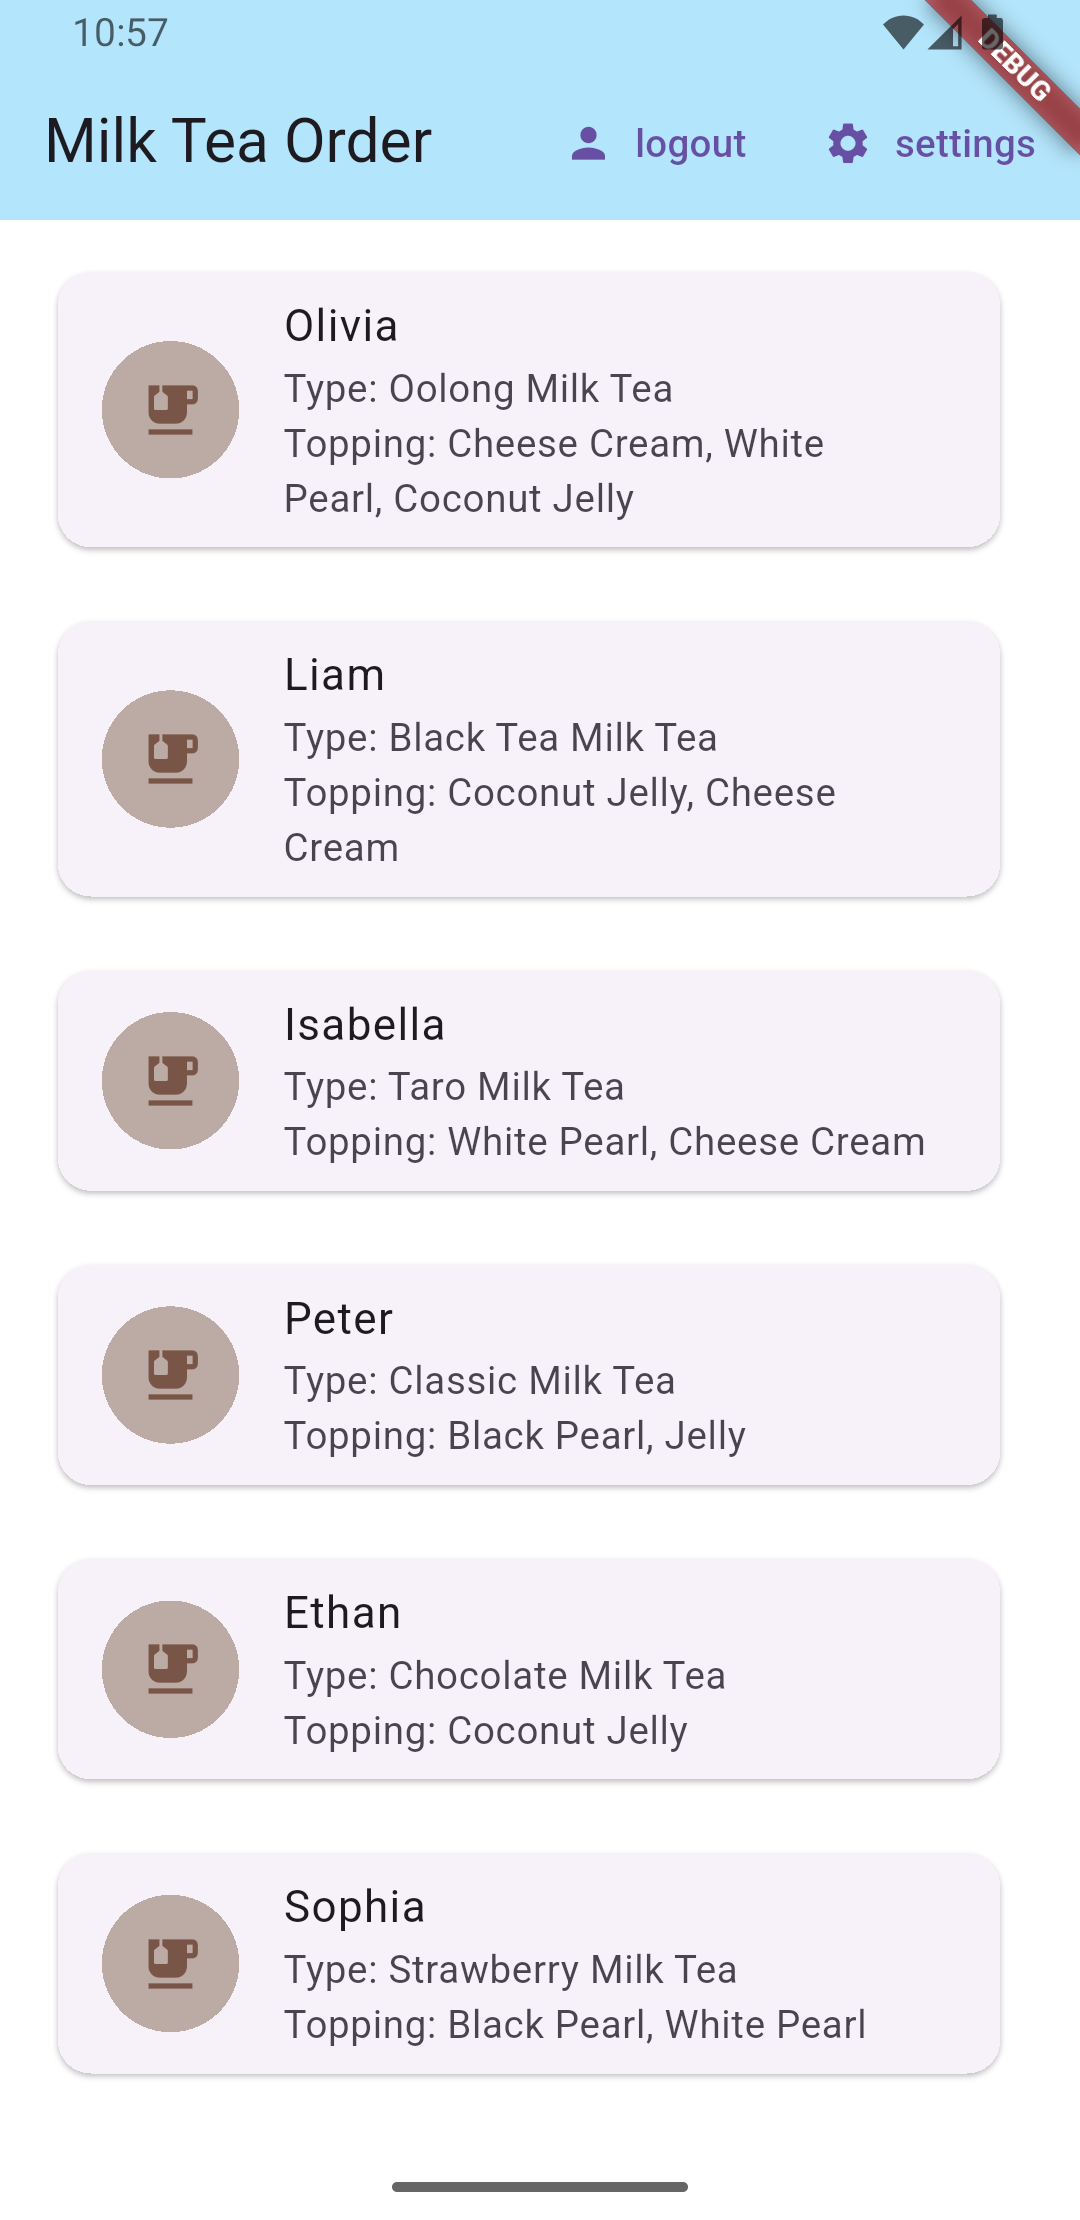 10:57
DEBUG
Milk Tea Order
logout
settings
Olivia
Type: Oolong Milk Tea
Topping: Cheese Cream, White
Pearl, Coconut Jelly
Liam
Type: Black Tea Milk Tea
Topping: Coconut Jelly, Cheese
Cream
Isabella
Type: Taro Milk Tea
Topping: White Pearl, Cheese Cream
Peter
Type: Classic Milk Tea
Topping: Black Pearl, Jelly
Ethan
Type: Chocolate Milk Tea
Topping: Coconut Jelly
Sophia
Type: Strawberry Milk Tea
Topping: Black Pearl, White Pearl